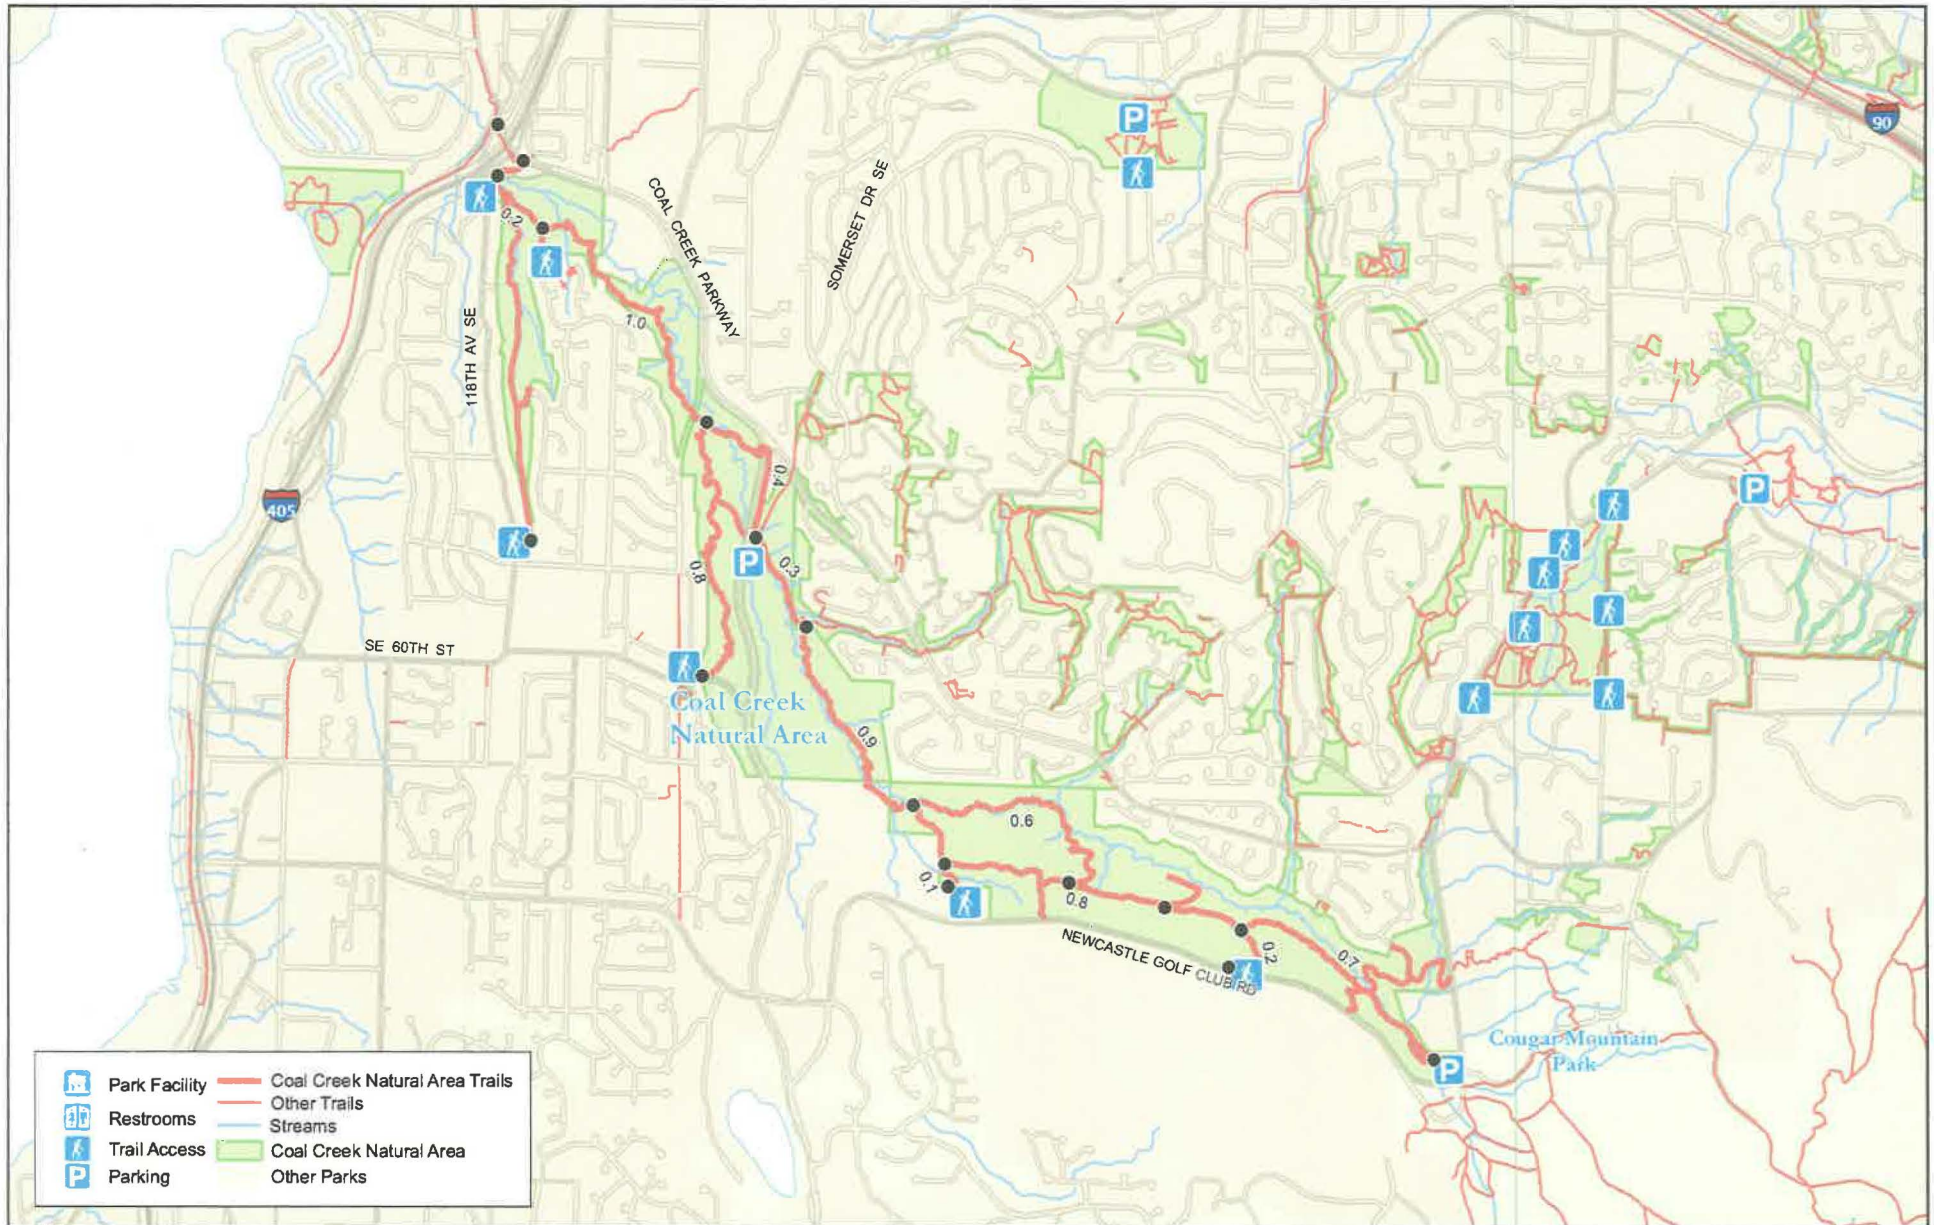 P
90
0.2
COAL CREEK PARKWAY
SOMERSET DR SE
1.0
118TH AV SE
0.4
P
405
P
0.3
0.8
SE 60TH ST
Coal Creek
Natural Area
0.9
0.6
0.1
0.8
NEWCASTLE GOLF CLUB RD
0.2
0.7
Cougar Mountain
Park
P
Park Facility
Coal Creek Natural Area Trails
Other Trails
Restrooms
Streams
Trail Access
Coal Creek Natural Area
P
Parking
Other Parks